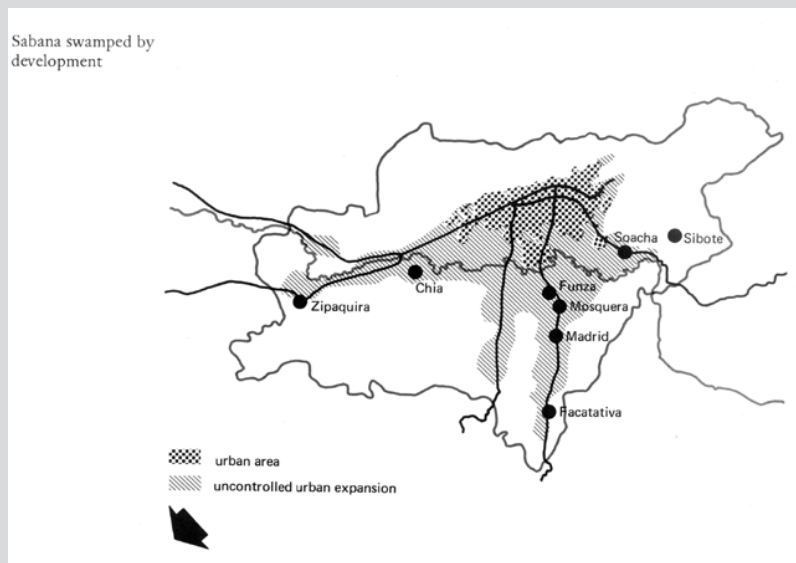 Sabana swamped by
development
Soacha
Sibote
Chia
Funza
Zipaquira
Mosquera
Madrid
Facatativa
urban area
uncontrolled urban expansion